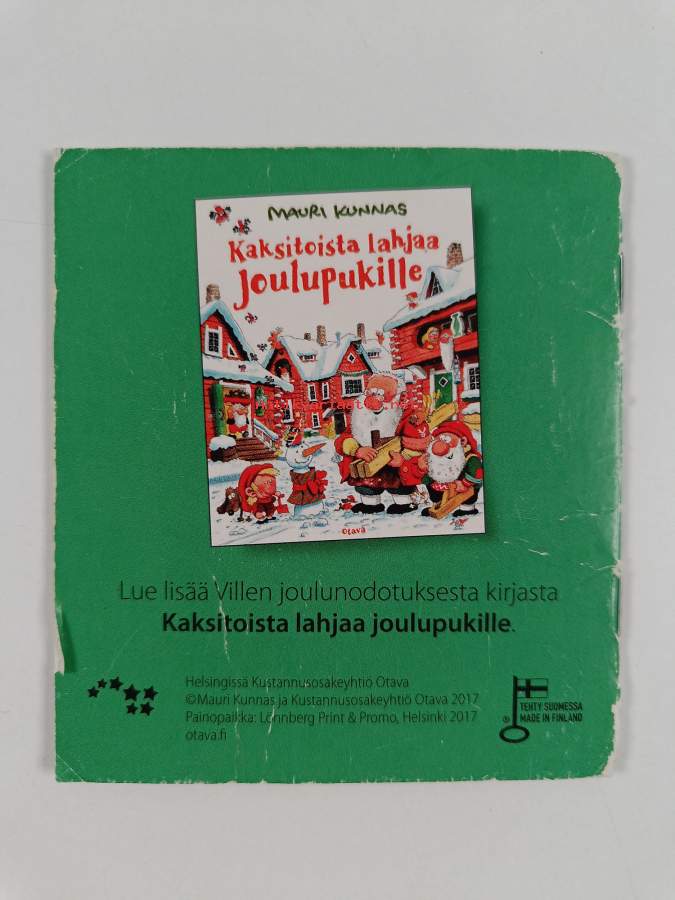 MAURI KUNNAS
Kaksitoista lahjaa
joulupukille
Otava
Lue lisää Villen joulunodotuksesta kirjasta
Kaksitoista lahjaa joulupukille.
Helsingissä Kustannusosakeyhtiö Otava
©Mauri Kunnas ja Kustannusosakeyhtiö Otava 2017
Painopaikka: Lönnberg Print & Promo, Helsinki 2017
otava.fi
® TEHTY SUOMESSA
MADE IN FINLAND